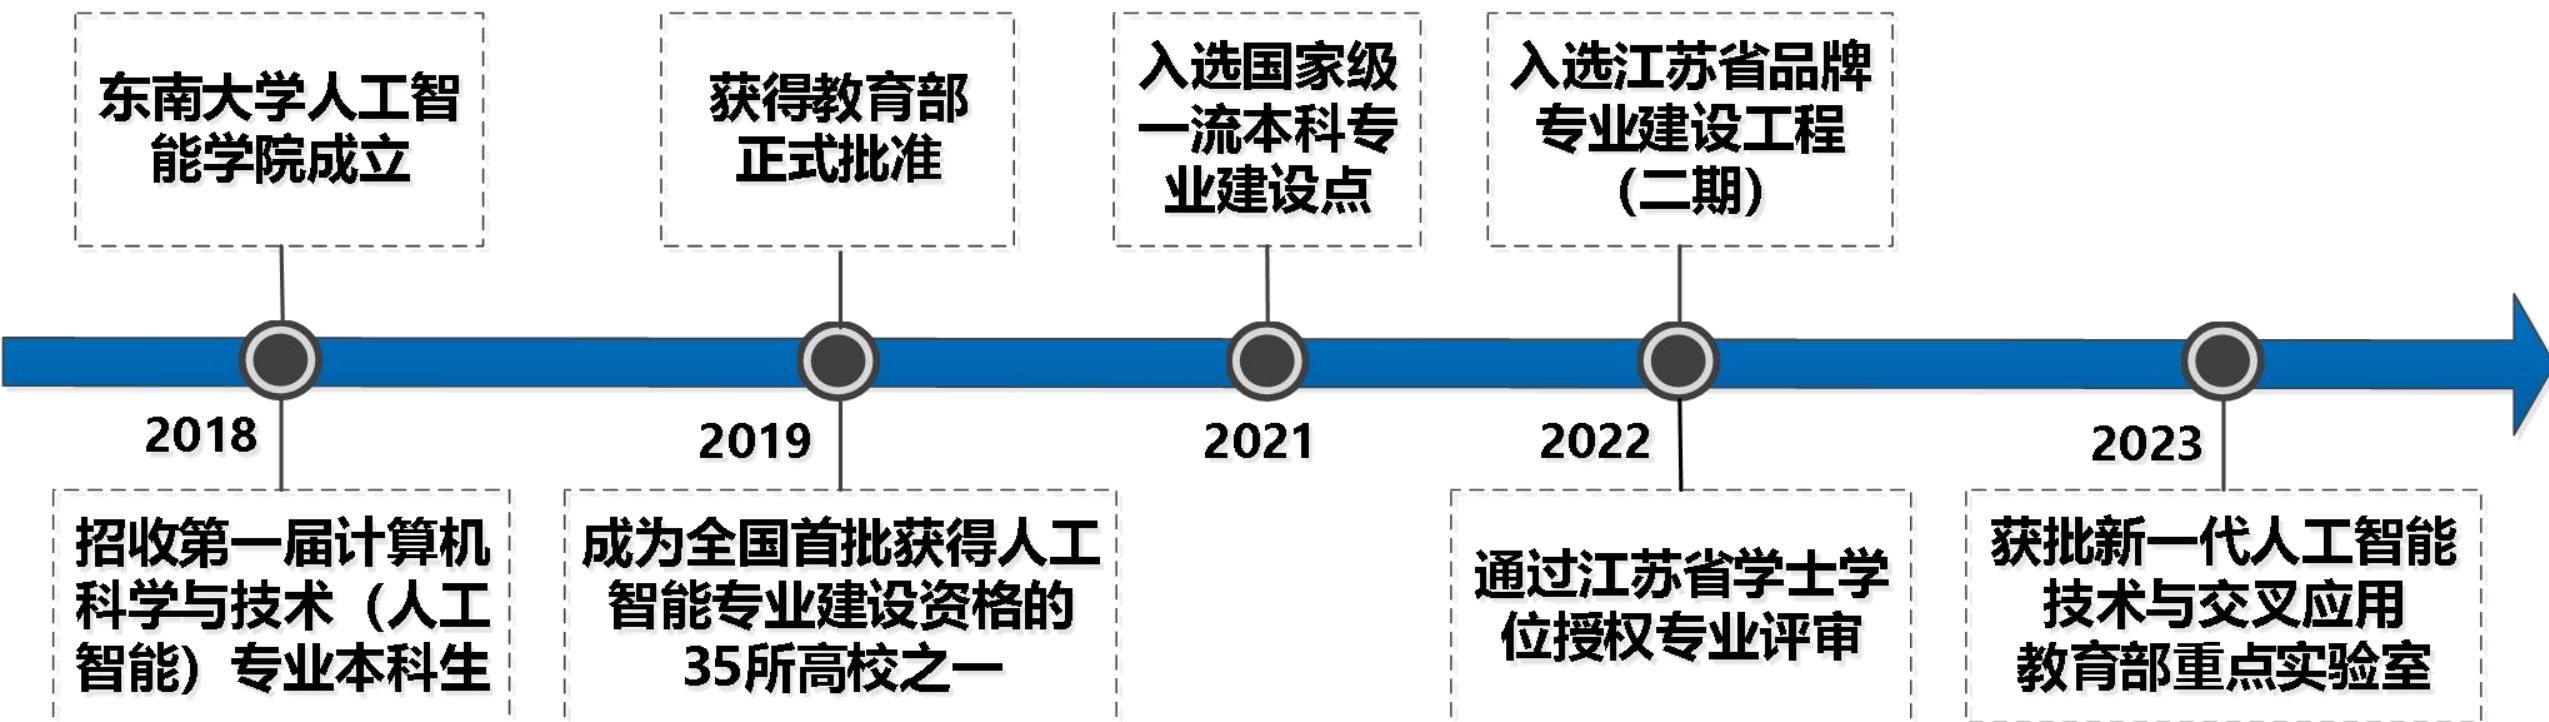 东南大学人工智
能学院成立
获得教育部
正式批准
入选国家级
一流本科专
业建设点
入选江苏省品牌
专业建设工程
（二期）
2018
2019
2021
2022
2023
招收第一届计算机
科学与技术（人工
智能）专业本科生
成为全国首批获得人工
智能专业建设资格的
35所高校之一
通过江苏省学士学
位授权专业评审
获批新一代人工智能
技术与交叉应用
教育部重点实验室